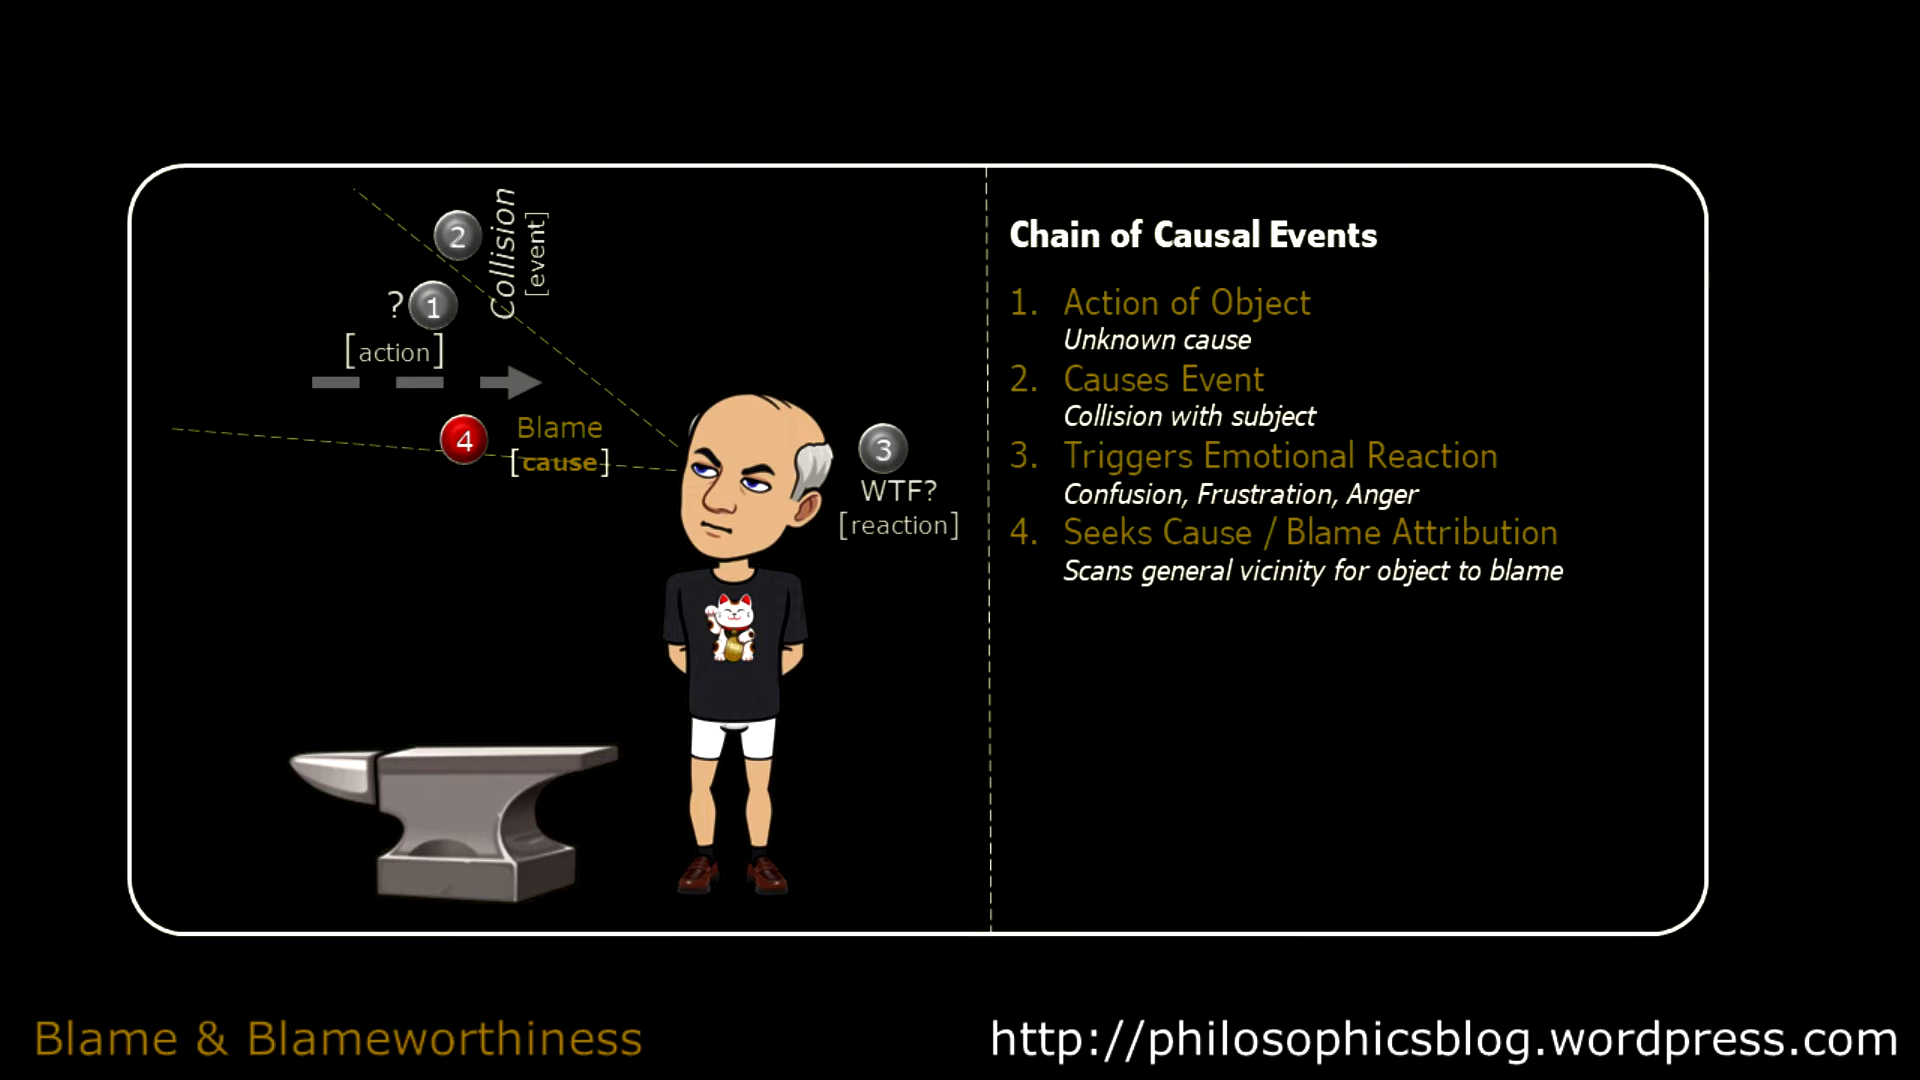 2
Collision
[event]
? 1
[action]
4
Blame
[cause]
3
WTF?
[reaction]
Chain of Causal Events
1. Action of Object
Unknown cause
2. Causes Event
Collision with subject
3. Triggers Emotional Reaction
Confusion, Frustration, Anger
4. Seeks Cause / Blame Attribution
Scans general vicinity for object to blame
Blame & Blameworthiness
http://philosophicsblog.wordpress.com